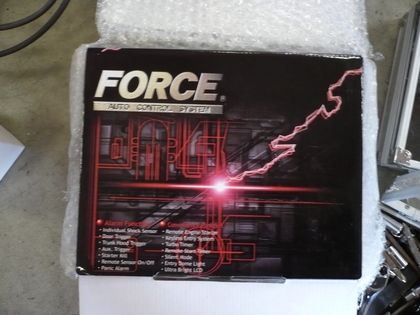 FORCE
AUTO CONTROL SYSTEM
Alarm
• Individual Shock Sensor
• Door Trigger
• Trunk Hood Trigger
• Aux. Trigger
• Starter Kill
• Remote Sensor On/Off
• Panic Alarm
• Remote Engine Starter
• Keyless Entry System
• Turbo Timer
• Remote Start Timer
• Silent Mode
• Entry Dome Light
• Ultra Bright LCD